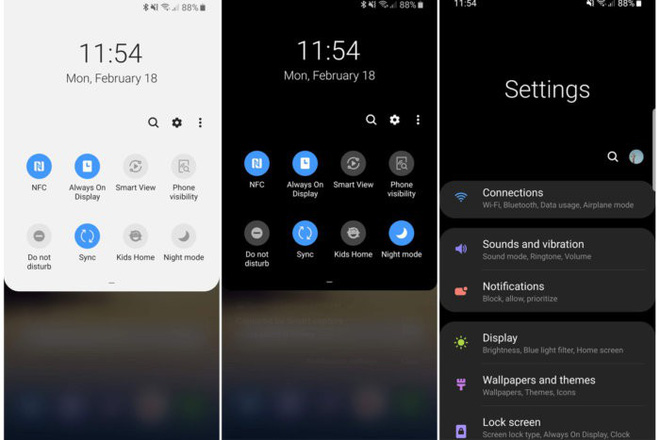 88%
11:54
Mon, February 18
NFC
Always On
Display
Smart View
Phone
visibility
Do not
disturb
Sync
Kids Home
Night mode
88%
11:54
Mon, February 18
NFC
Always On
Display
Smart View
Phone
visibility
Do not
disturb
Sync
Kids Home
Night mode
11:54
88%
Settings
Connections
Wi-Fi, Bluetooth, Data usage, Airplane mode
Sounds and vibration
Sound mode, Ringtone, Volume
Notifications
Block, allow, prioritize
Display
Brightness, Blue light filter, Home screen
Wallpapers and themes
Wallpapers, Themes, Icons
Lock screen
Screen lock type, Always On Display, Clock